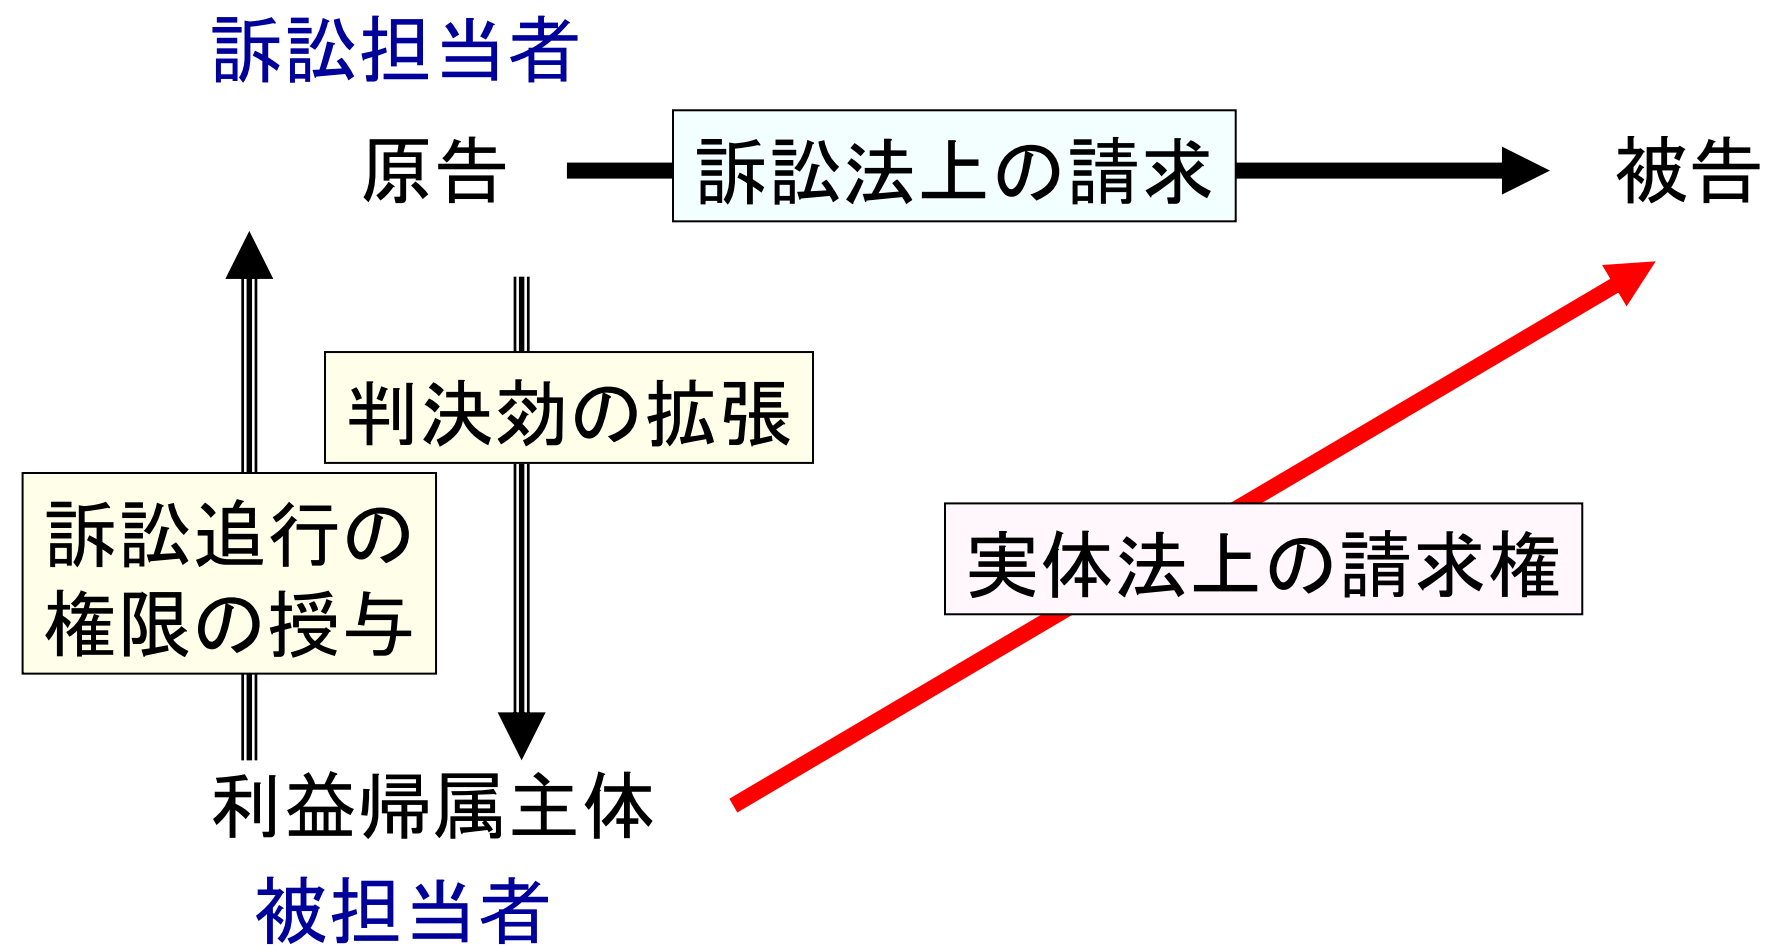 訴訟担当者
原告
訴訟法上の請求
被告
判決効の拡張
訴訟追行の
権限の授与
実体法上の請求権
利益帰属主体
被担当者